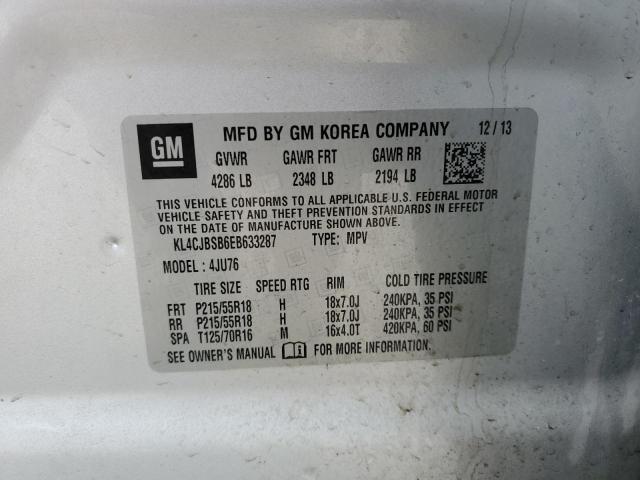 GM
MFD BY GM KOREA COMPANY 12 / 13
GVWR GAWR FRT GAWR RR
4286 LB 2348 LB 2194 LB
THIS VEHICLE CONFORMS TO ALL APPLICABLE U.S. FEDERAL MOTOR
VEHICLE SAFETY AND THEFT PREVENTION STANDARDS IN EFFECT
ON THE DATE OF MANUFACTURE SHOWN ABOVE.
KL4CJBSB6EB633287 TYPE: MPV
MODEL : 4JU76
TIRE SIZE SPEED RTG RIM COLD TIRE PRESSURE
FRT P215/55R18 H 18x7.0J 240KPA, 35 PSI
RR P215/55R18 H 18x7.0J 240KPA, 35 PSI
SPA T125/70R16 M 16x4.0T 420KPA, 60 PSI
SEE OWNER'S MANUAL FOR MORE INFORMATION.